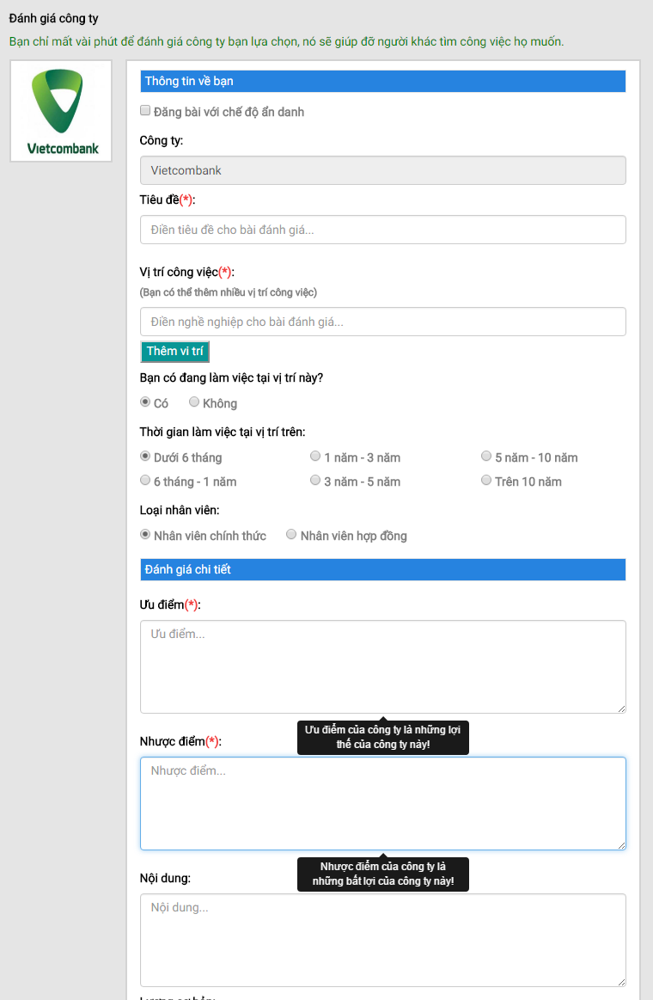 Đánh giá công ty
Bạn chỉ mất vài phút để đánh giá công ty bạn lựa chọn, nó sẽ giúp đỡ người khác tìm công việc họ muốn.
Vietcombank
Thông tin về bạn
Đăng bài với chế độ ẩn danh
Công ty:
Vietcombank
Tiêu đề(*):
Điền tiêu đề cho bài đánh giá...
Vị trí công việc(*):
(Bạn có thể thêm nhiều vị trí công việc)
Điền nghề nghiệp cho bài đánh giá...
Thêm vi trí
Bạn có đang làm việc tại vị trí này?
Có Không
Thời gian làm việc tại vị trí trên:
Dưới 6 tháng 1 năm - 3 năm 5 năm - 10 năm
6 tháng - 1 năm 3 năm - 5 năm Trên 10 năm
Loại nhân viên:
Nhân viên chính thức Nhân viên hợp đồng
Đánh giá chi tiết
Ưu điểm(*):
Ưu điểm...
Ưu điểm của công ty là những lợi
thế của công ty này!
Nhược điểm(*):
Nhược điểm...
Nhược điểm của công ty là
những bất lợi của công ty này!
Nội dung:
Nội dung...